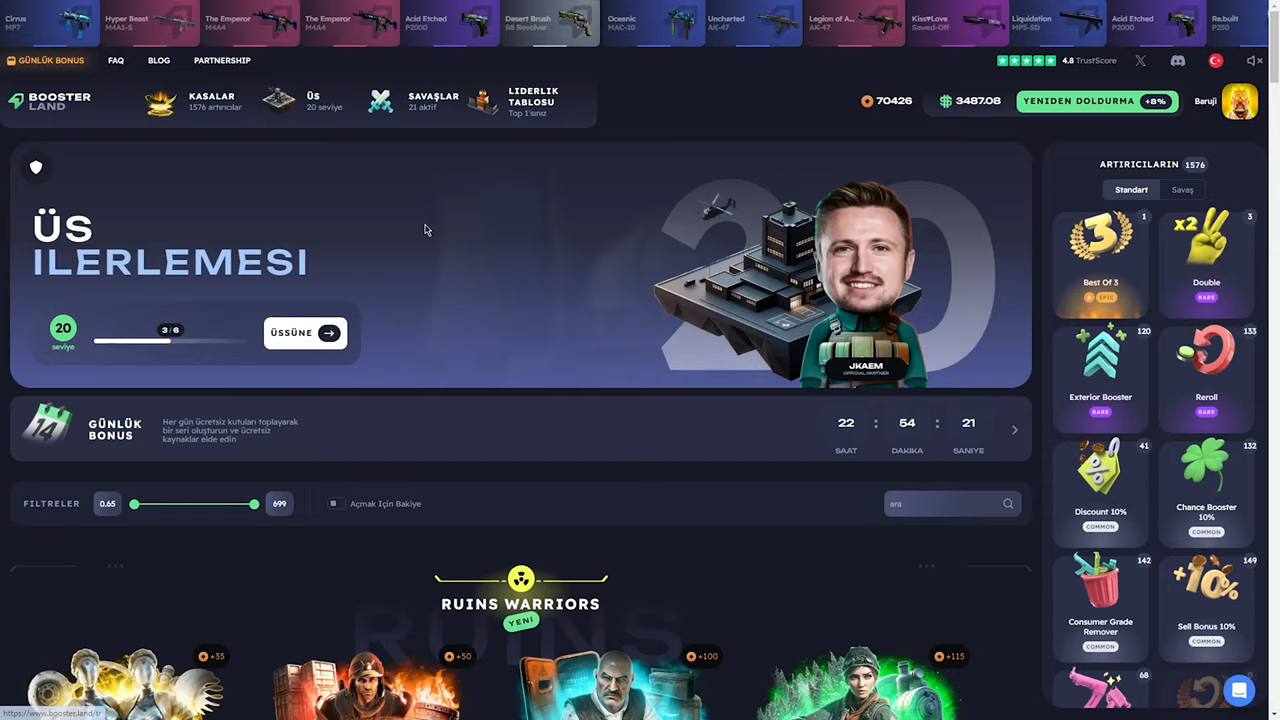 Cirrus
MP7
Hyper Beast
M4A1-S
The Emperor
M4A4
The Emperor
M4A4
Acid Etched
P2000
Desert Brush
R8 Revolver
Oceanic
MAC-10
Uncharted
AK-47
Legion of A...
AK-47
Kiss♥Love
Sawed-Off
Liquidation
MP5-SD
Acid Etched
P2000
Re.built
P250
GÜNLÜK BONUS
FAQ
BLOG
PARTNERSHIP
4.8 TrustScore
BOOSTER
LAND
KASALAR
1576 artırıcılar
ÜS
20 seviye
SAVAŞLAR
21 aktif
LIDERLIK
TABLOSU
Top 1'sınız
70426
3487.08
YENIDEN DOLDURMA +8%
Baruji
ÜS
ILERLEMESI
20
seviye
3/6
ÜSSÜNE
20
JKAEM
OFFICIAL PARTNER
14
GÜNLÜK
BONUS
Her gün ücretsiz kutuları toplayarak
bir seri oluşturun ve ücretsiz
kaynaklar elde edin
22 : 54 : 21
SAAT DAKIKA SANIYE
FILTRELER
0.65
699
Açmak Için Bakiye
ara
RUINS WARRIORS
YENI
RUINS
+35
+50
+100
+115
ARTIRICILARIN 1576
Standart
Savaş
3
1
Best Of 3
EPIC
x2
3
Double
RARE
120
Exterior Booster
RARE
133
Reroll
RARE
%
41
Discount 10%
COMMON
132
Chance Booster
10%
COMMON
142
Consumer Grade
Remover
COMMON
+10%
149
Sell Bonus 10%
COMMON
68
https://www.booster.land/tr